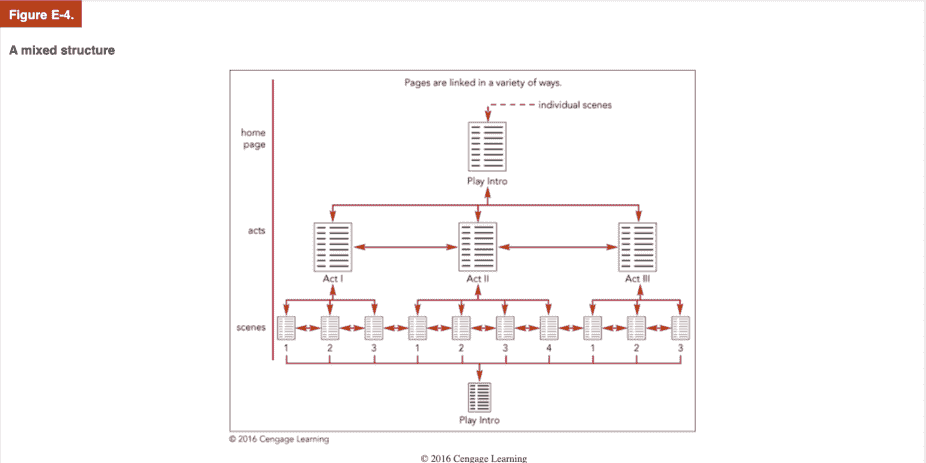 Figure E-4.
A mixed structure
Pages are linked in a variety of ways.
individual scenes
home
page
Play Intro
acts
Act I Act II Act III
scenes
1 2 3 1 2 3 4 1 2 3
Play Intro
© 2016 Cengage Learning
© 2016 Cengage Learning